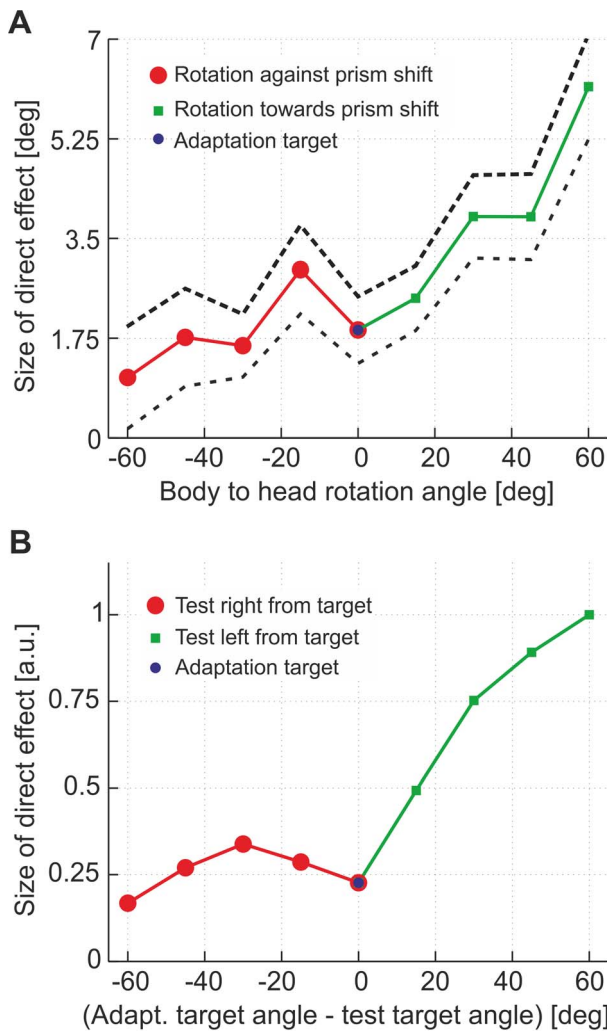 A
7
5.25
3.5
1.75
0
Size of direct effect [deg]
Rotation against prism shift
Rotation towards prism shift
Adaptation target
-60 -40 -20 0 20 40 60
Body to head rotation angle [deg]
B
1
0.75
0.5
0.25
0
Size of direct effect [a.u.]
Test right from target
Test left from target
Adaptation target
-60 -40 -20 0 20 40 60
(Adapt. target angle - test target angle) [deg]